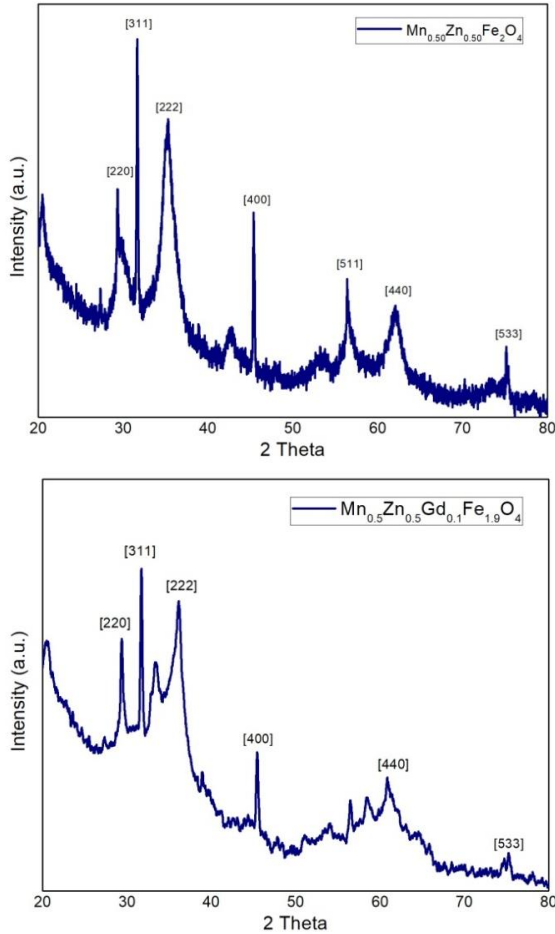 [311]
Mn0.50Zn0.50Fe2O4
[222]
[220]
[400]
[511]
[440]
[533]
Intensity (a.u.)
20 30 40 50 60 70 80
2 Theta
Mn0.5Zn0.5Gd0.1Fe1.9O4
[311]
[222]
[220]
[400]
[440]
[533]
Intensity (a.u.)
20 30 40 50 60 70 80
2 Theta